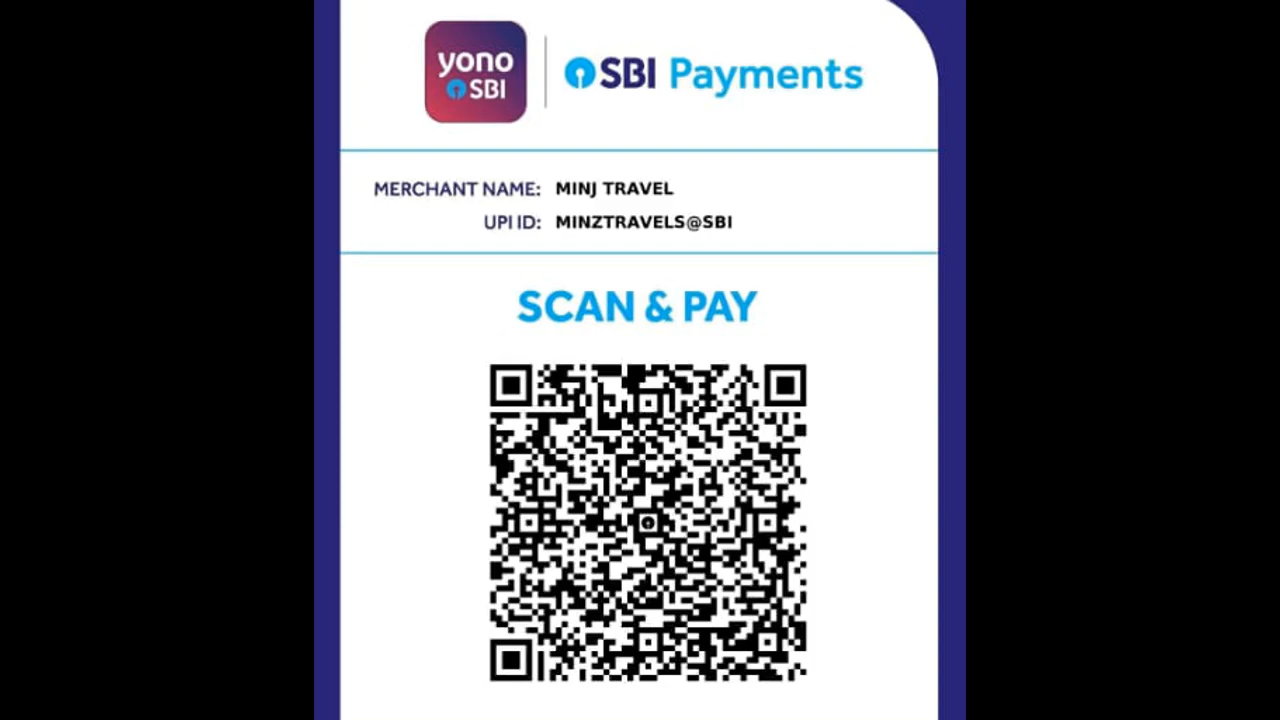 yono
SBI
SBI Payments
MERCHANT NAME: MINJ TRAVEL
UPI ID: MINZTRAVELS@SBI
SCAN & PAY